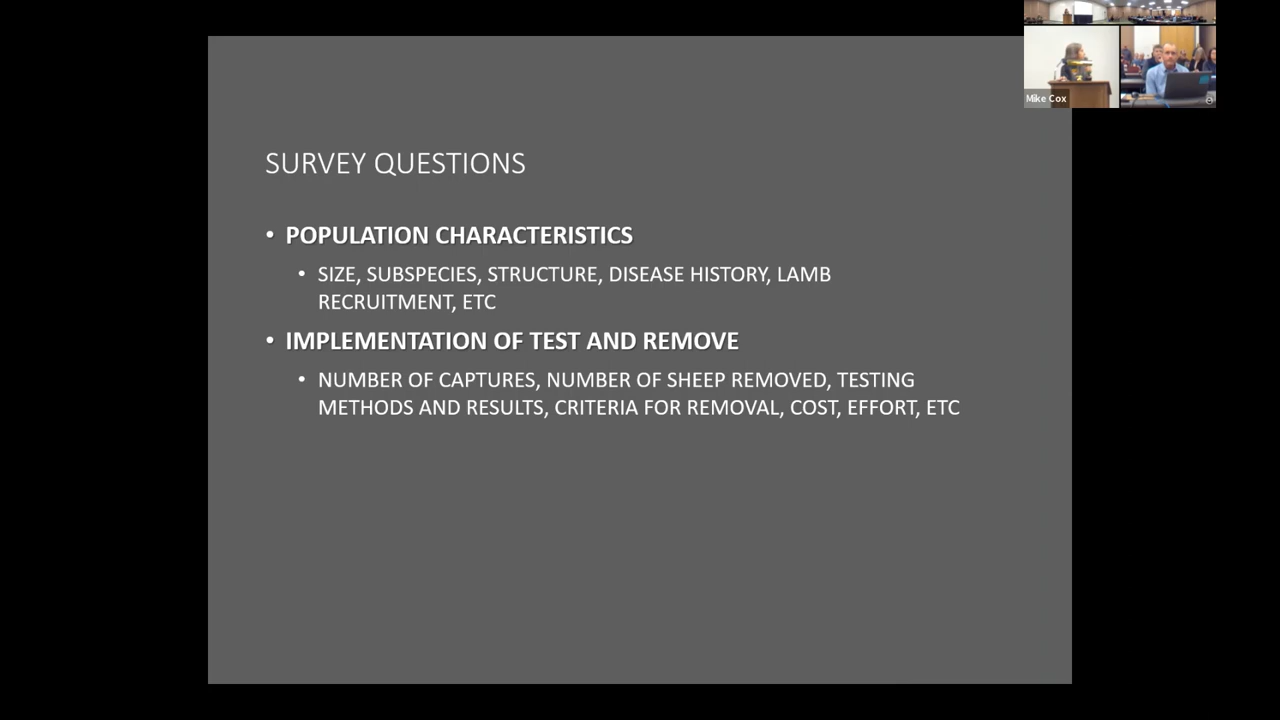 Mike Cox
SURVEY QUESTIONS
• POPULATION CHARACTERISTICS
• SIZE, SUBSPECIES, STRUCTURE, DISEASE HISTORY, LAMB
RECRUITMENT, ETC
• IMPLEMENTATION OF TEST AND REMOVE
• NUMBER OF CAPTURES, NUMBER OF SHEEP REMOVED, TESTING
METHODS AND RESULTS, CRITERIA FOR REMOVAL, COST, EFFORT, ETC